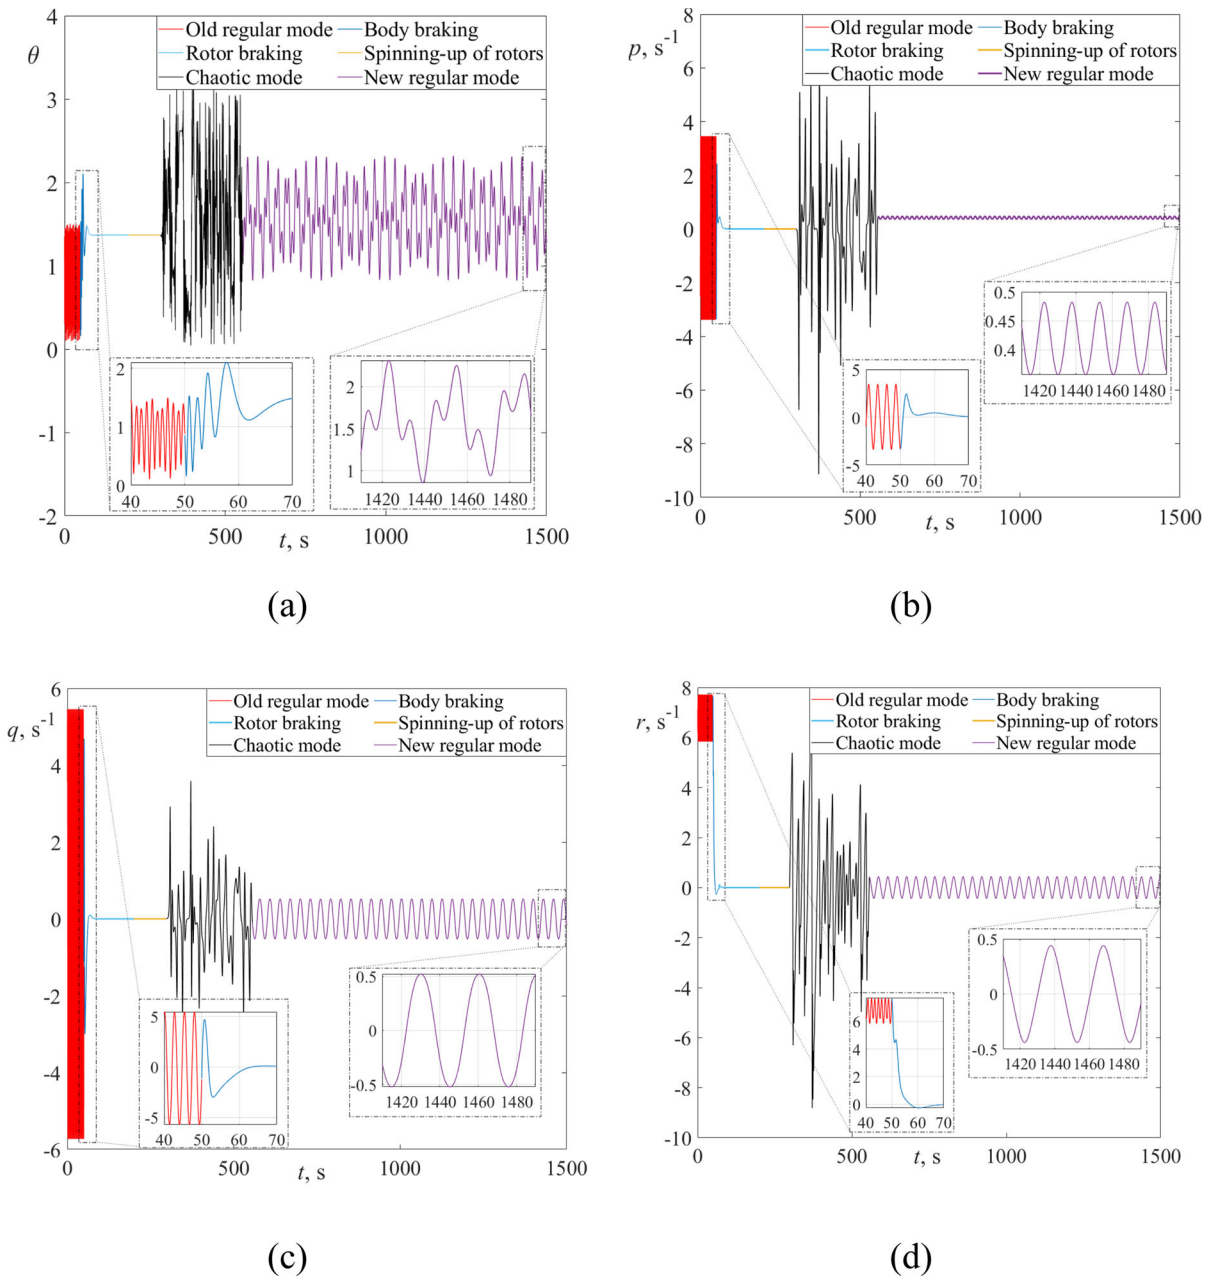 4
θ
3
2
1
0
-1
-2
Old regular mode Body braking
Rotor braking Spinning-up of rotors
Chaotic mode New regular mode
2
1
0
40 50 60 70
2
1
1420 1440 1460 1480
0 500 1000 1500
t, s
(a)
8
p, s-1
6
4
2
0
-2
-4
-6
-8
-10
Old regular mode Body braking
Rotor braking Spinning-up of rotors
Chaotic mode New regular mode
0.5
0.45
0.4
1420 1440 1460 1480
5
0
-5
40 50 60 70
0 500 1000 1500
t, s
(b)
6
q, s-1
4
2
0
-2
-4
-6
Old regular mode Body braking
Rotor braking Spinning-up of rotors
Chaotic mode New regular mode
5
0
-5
40 50 60 70
0.5
0
-0.5
1420 1440 1460 1480
0 500 1000 1500
t, s
(c)
8
r, s-1
6
4
2
0
-2
-4
-6
-8
-10
Old regular mode Body braking
Rotor braking Spinning-up of rotors
Chaotic mode New regular mode
6
4
2
0
40 50 60 70
0.5
0
-0.5
1420 1440 1460 1480
0 500 1000 1500
t, s
(d)